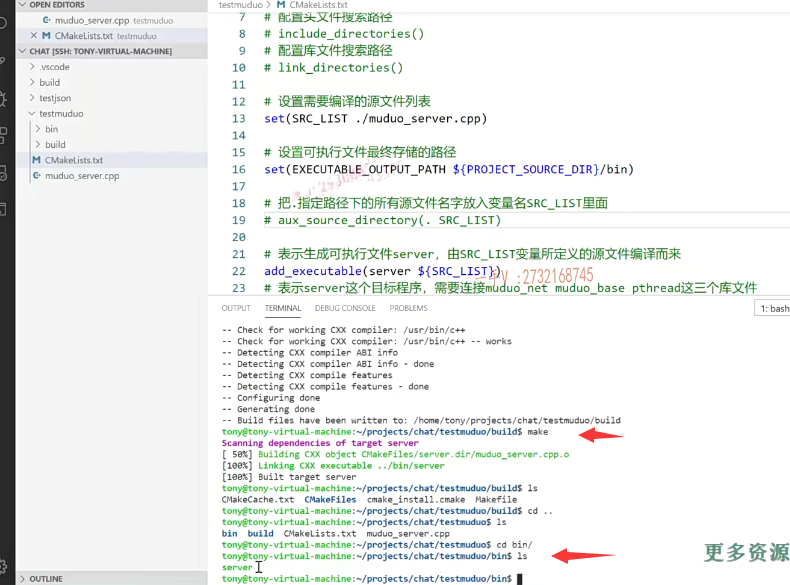 OPEN EDITORS
muduo_server.cpp testmuduo
CMakeLists.txt testmuduo
CHAT [SSH: TONY-VIRTUAL-MACHINE]
.vscode
build
testjson
testmuduo
bin
build
CMakeLists.txt
muduo_server.cpp
OUTLINE
testmuduo > CMakeLists.txt
7 # 配置头文件搜索路径
8 # include_directories()
9 # 配置库文件搜索路径
10 # link_directories()
11
12 # 设置需要编译的源文件列表
13 set(SRC_LIST ./muduo_server.cpp)
14
15 # 设置可执行文件最终存储的路径
16 set(EXECUTABLE_OUTPUT_PATH ${PROJECT_SOURCE_DIR}/bin)
17
18 # 把.指定路径下的所有源文件名字放入变量名SRC_LIST里面
19 # aux_source_directory(. SRC_LIST)
20
21 # 表示生成可执行文件server，由SRC_LIST变量所定义的源文件编译而来
22 add_executable(server ${SRC_LIST})
:2732168745
23 # 表示server这个目标程序，需要连接muduo_net muduo_base pthread这三个库文件
OUTPUT TERMINAL DEBUG CONSOLE PROBLEMS 1: bash
-- Check for working CXX compiler: /usr/bin/c++
-- Check for working CXX compiler: /usr/bin/c++ -- works
-- Detecting CXX compiler ABI info
-- Detecting CXX compiler ABI info - done
-- Detecting CXX compile features
-- Detecting CXX compile features - done
-- Configuring done
-- Generating done
-- Build files have been written to: /home/tony/projects/chat/testmuduo/build
tony@tony-virtual-machine:~/projects/chat/testmuduo/build$ make
Scanning dependencies of target server
[ 50%] Building CXX object CMakeFiles/server.dir/muduo_server.cpp.o
[100%] Linking CXX executable ../bin/server
[100%] Built target server
tony@tony-virtual-machine:~/projects/chat/testmuduo/build$ ls
CMakeCache.txt CMakeFiles cmake_install.cmake Makefile
tony@tony-virtual-machine:~/projects/chat/testmuduo/build$ cd ..
tony@tony-virtual-machine:~/projects/chat/testmuduo$ ls
bin build CMakeLists.txt muduo_server.cpp
tony@tony-virtual-machine:~/projects/chat/testmuduo$ cd bin/
tony@tony-virtual-machine:~/projects/chat/testmuduo/bin$ ls
server
tony@tony-virtual-machine:~/projects/chat/testmuduo/bin$
更多资源